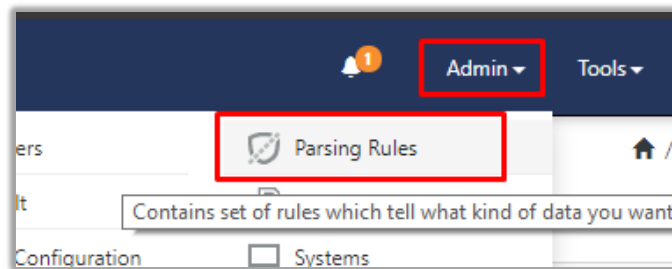 1
Admin Tools
ers Parsing Rules /
lt
Contains set of rules which tell what kind of data you want
Configuration Systems